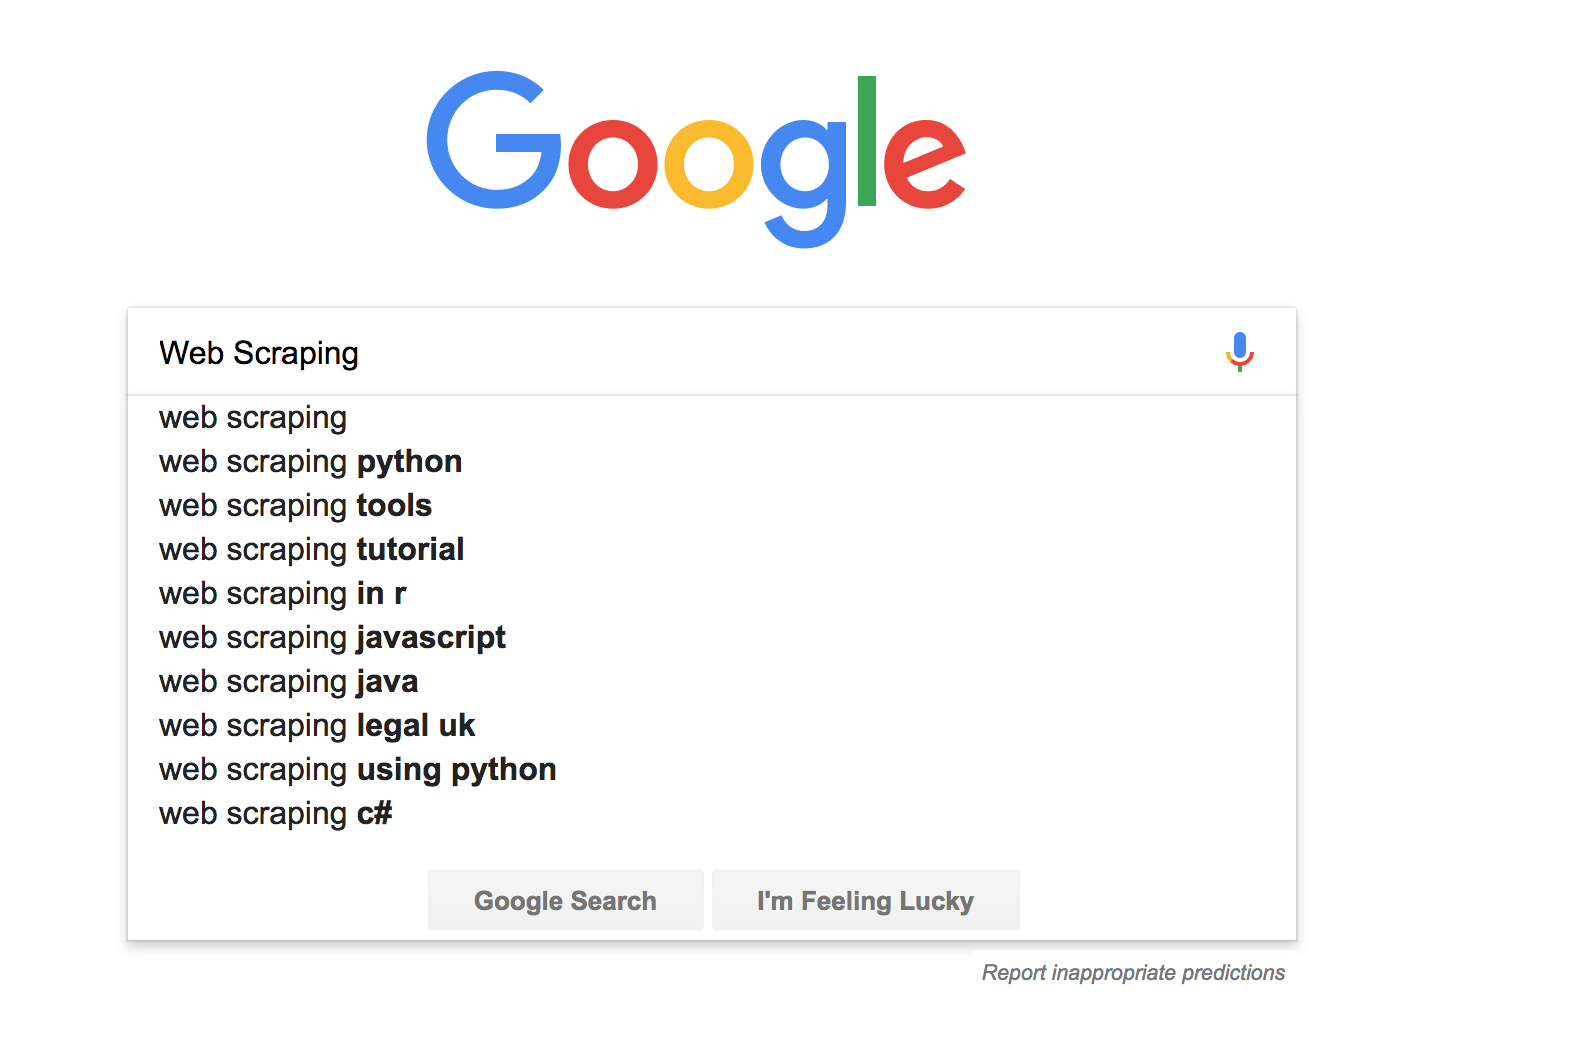 Google
Web Scraping
web scraping
web scraping python
web scraping tools
web scraping tutorial
web scraping in r
web scraping javascript
web scraping java
web scraping legal uk
web scraping using python
web scraping c#
Google Search I'm Feeling Lucky
Report inappropriate predictions